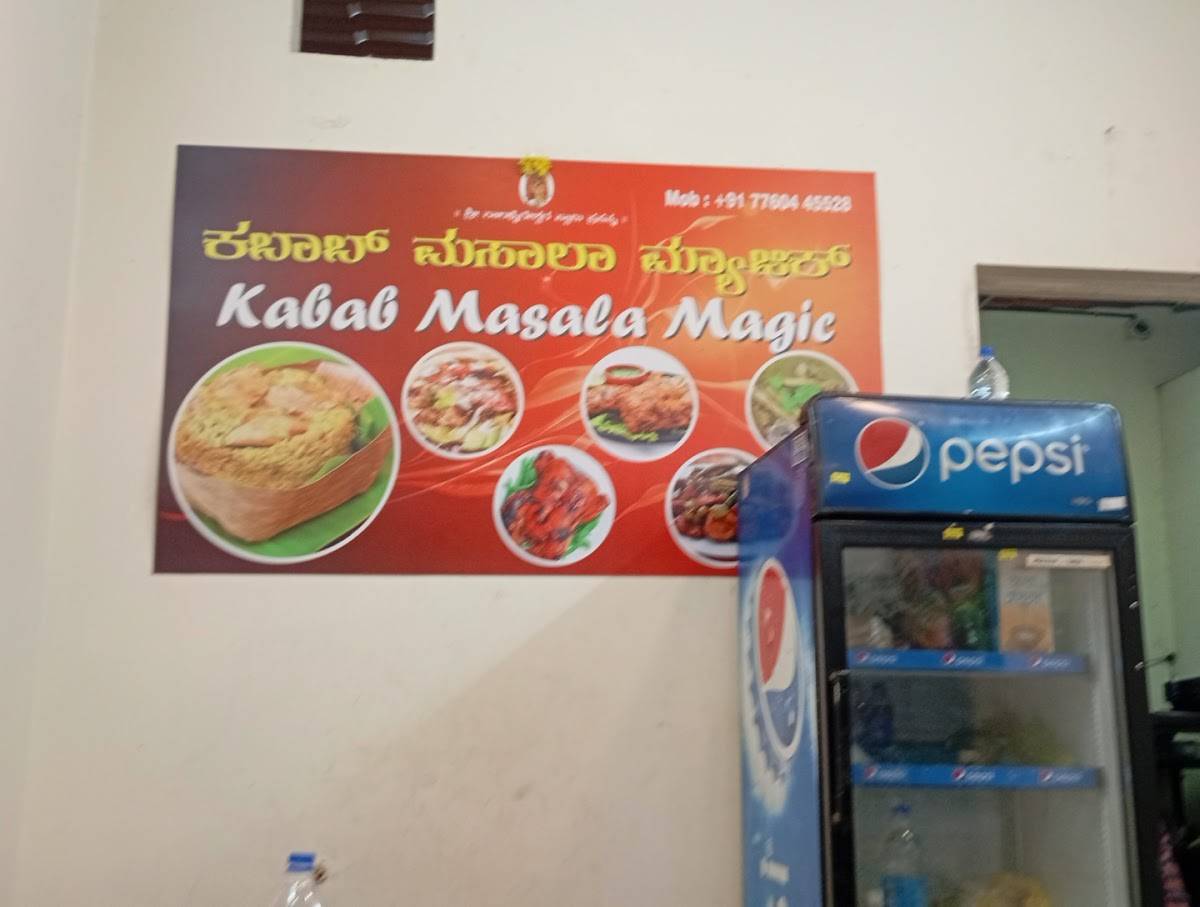 Mob : +91 77604 45528
ಕಬಾಬ್ ಮಸಾಲಾ ಮ್ಯಾಜಿಕ್
Kabab Masala Magic
pepsi